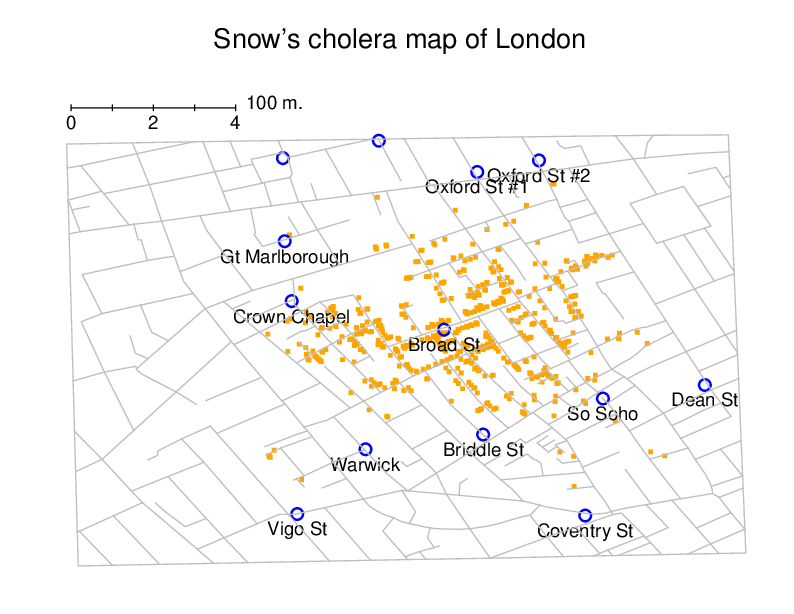 Snow's cholera map of London
100 m.
0 2 4
Oxford St #2
Oxford St #1
Gt Marlborough
Crown Chapel
Broad St
Dean St
So Soho
Briddle St
Warwick
Vigo St
Coventry St